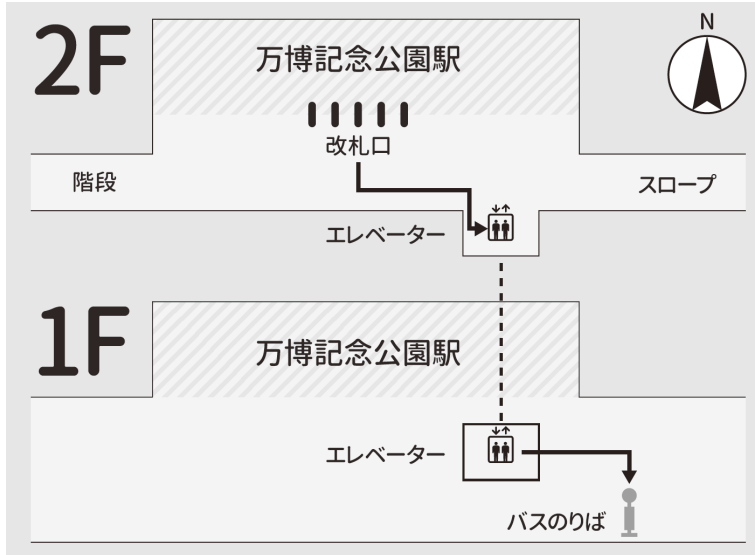 2F
万博記念公園駅
N
改札口
階段
スロープ
エレベーター
1F
万博記念公園駅
エレベーター
バスのりば